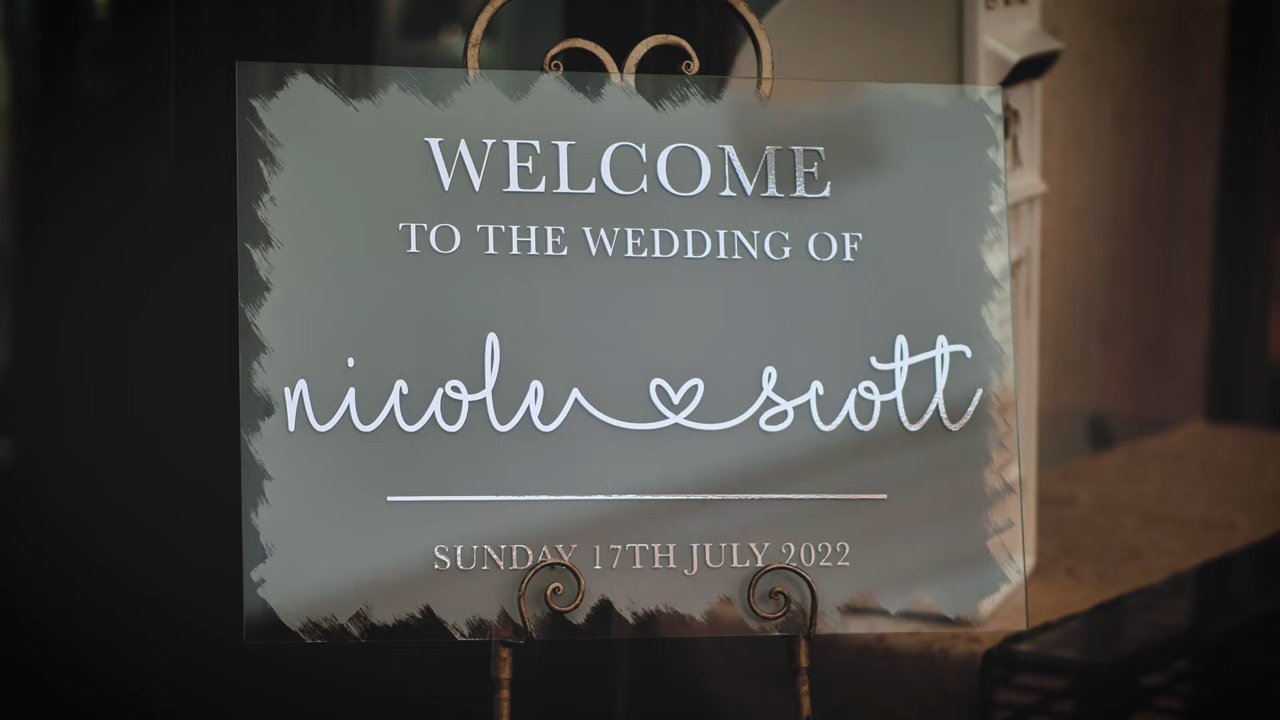 WELCOME
TO THE WEDDING OF
nicole ♡ scott
SUNDAY 17TH JULY 2022